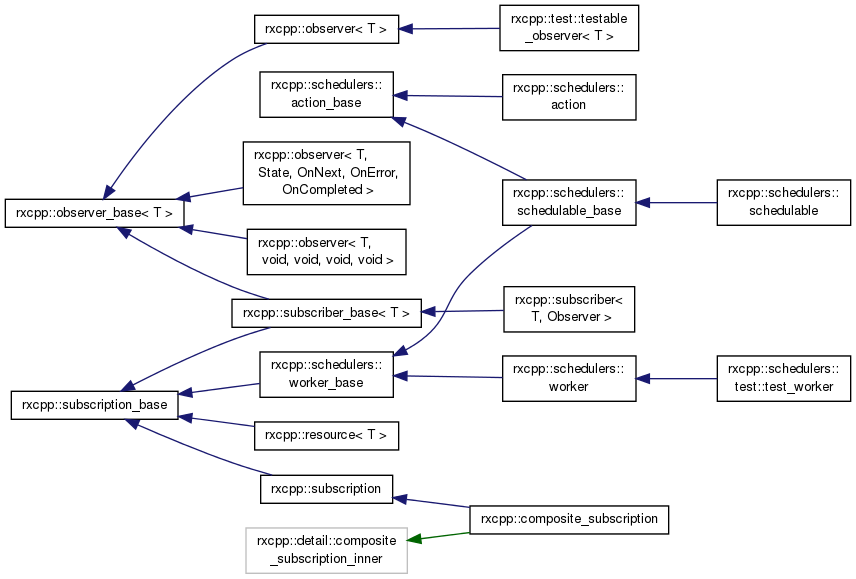 rxcpp::observer< T >
rxcpp::test::testable
_observer< T >
rxcpp::schedulers::
action_base
rxcpp::schedulers::
action
rxcpp::observer< T,
State, OnNext, OnError,
OnCompleted >
rxcpp::schedulers::
schedulable_base
rxcpp::schedulers::
schedulable
rxcpp::observer_base< T >
rxcpp::observer< T,
void, void, void, void >
rxcpp::subscriber_base< T >
rxcpp::subscriber<
T, Observer >
rxcpp::schedulers::
worker_base
rxcpp::schedulers::
worker
rxcpp::schedulers::
test::test_worker
rxcpp::subscription_base
rxcpp::resource< T >
rxcpp::subscription
rxcpp::composite_subscription
rxcpp::detail::composite
_subscription_inner